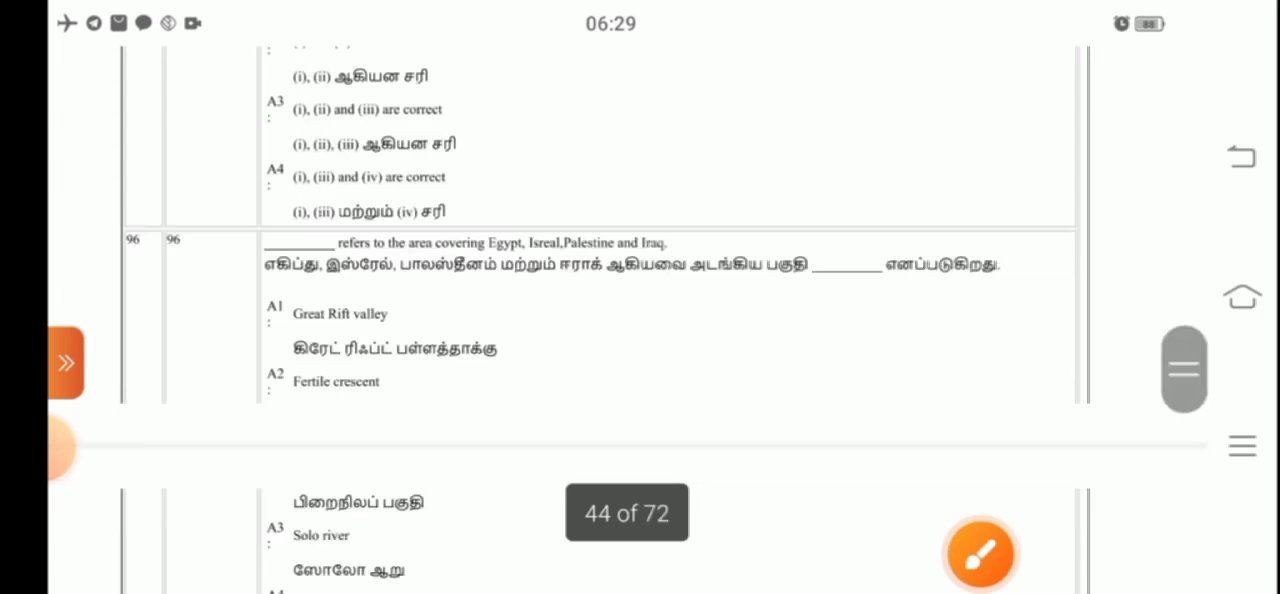 06:29
:
(i), (ii) ஆகியன சரி
A3 (i), (ii) and (iii) are correct
:
(i), (ii), (iii) ஆகியன சரி
A4 (i), (iii) and (iv) are correct
:
(i), (iii) மற்றும் (iv) சரி
96 96 __________ refers to the area covering Egypt, Isreal,Palestine and Iraq.
எகிப்து, இஸ்ரேல், பாலஸ்தீனம் மற்றும் ஈராக் ஆகியவை அடங்கிய பகுதி __________ எனப்படுகிறது.
A1 Great Rift valley
:
கிரேட் ரிஃப்ட் பள்ளத்தாக்கு
A2 Fertile crescent
:
பிறைநிலப் பகுதி
44 of 72
A3 Solo river
:
ஸோலோ ஆறு